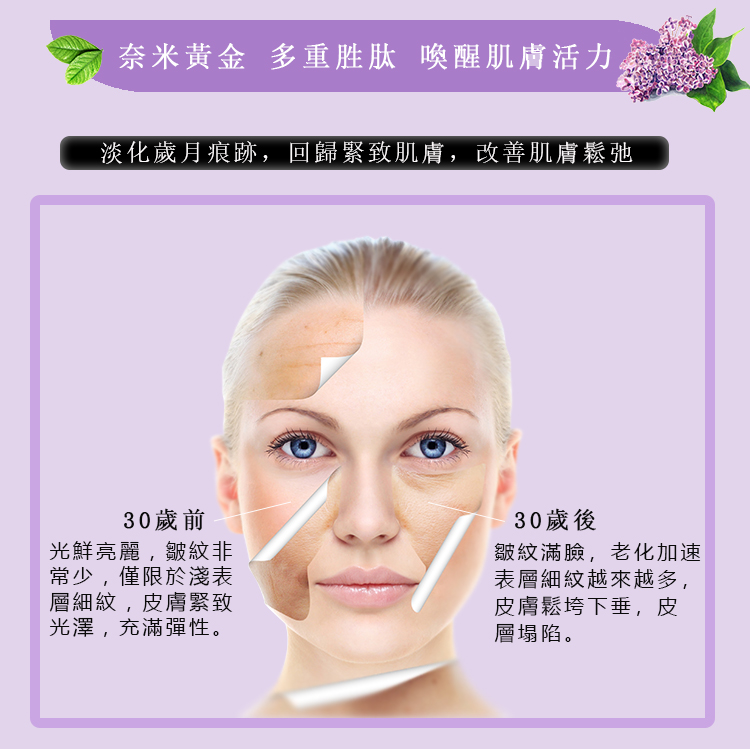 奈米黃金 多重胜肽 喚醒肌膚活力
淡化歲月痕跡，回歸緊致肌膚，改善肌膚鬆弛
30歲前
光鮮亮麗，皺紋非
常少，僅限於淺表
層細紋，皮膚緊致
光澤，充滿彈性。
30歲後
皺紋滿臉，老化加速
表層細紋越來越多，
皮膚鬆垮下垂，皮
層塌陷。